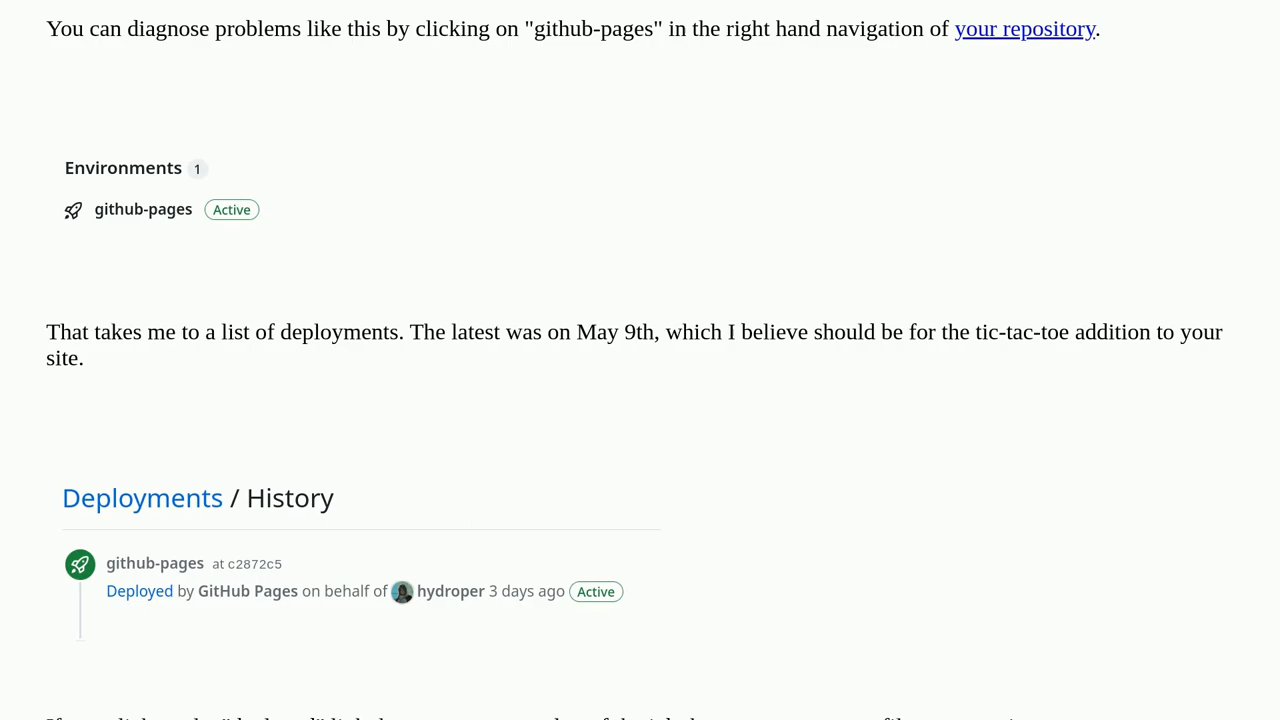 You can diagnose problems like this by clicking on "github-pages" in the right hand navigation of your repository.
Environments 1
github-pages Active
That takes me to a list of deployments. The latest was on May 9th, which I believe should be for the tic-tac-toe addition to your
site.
Deployments / History
github-pages at c2872c5
Deployed by GitHub Pages on behalf of hydroper 3 days ago Active